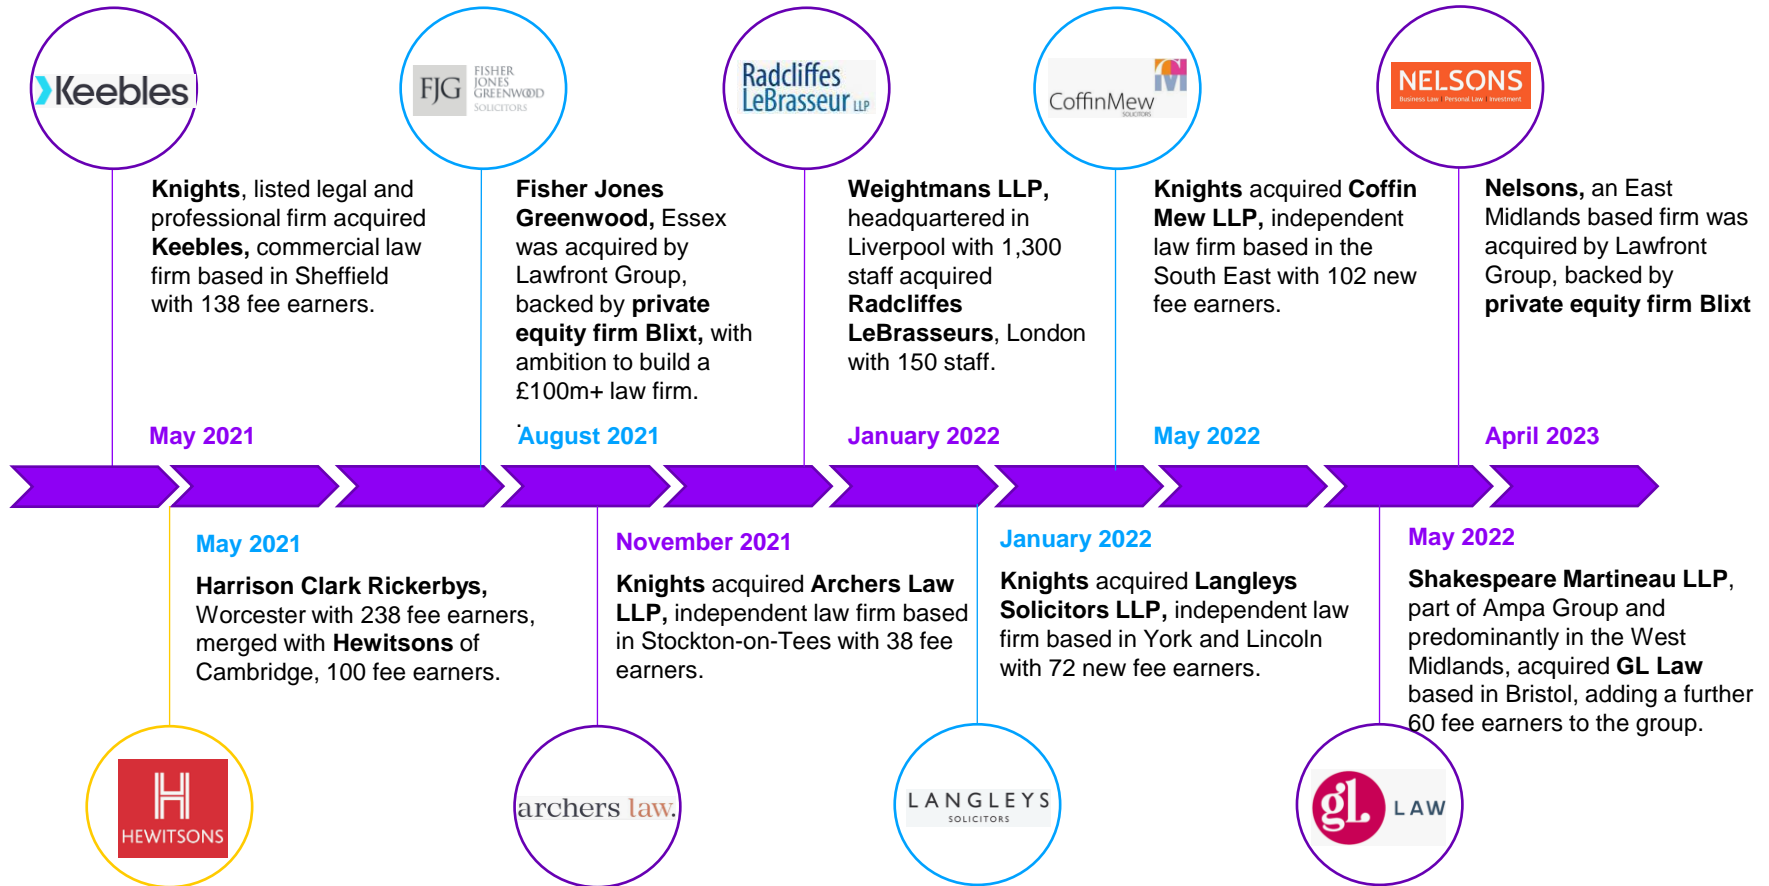 Keebles
FJG
FISHER
JONES
GREENWOOD
SOLICITORS
Radcliffes
LeBrasseur LLP
CoffinMew
SOLICITORS
NELSONS
Business Law | Personal Law | Investment
Knights, listed legal and
professional firm acquired
Keebles, commercial law
firm based in Sheffield
with 138 fee earners.
May 2021
Fisher Jones
Greenwood, Essex
was acquired by
Lawfront Group,
backed by private
equity firm Blixt, with
ambition to build a
£100m+ law firm.
.
August 2021
Weightmans LLP,
headquartered in
Liverpool with 1,300
staff acquired
Radcliffes
LeBrasseurs, London
with 150 staff.
January 2022
Knights acquired Coffin
Mew LLP, independent
law firm based in the
South East with 102 new
fee earners.
May 2022
Nelsons, an East
Midlands based firm was
acquired by Lawfront
Group, backed by
private equity firm Blixt
April 2023
May 2021
Harrison Clark Rickerbys,
Worcester with 238 fee earners,
merged with Hewitsons of
Cambridge, 100 fee earners.
November 2021
Knights acquired Archers Law
LLP, independent law firm based
in Stockton-on-Tees with 38 fee
earners.
January 2022
Knights acquired Langleys
Solicitors LLP, independent law
firm based in York and Lincoln
with 72 new fee earners.
May 2022
Shakespeare Martineau LLP,
part of Ampa Group and
predominantly in the West
Midlands, acquired GL Law
based in Bristol, adding a further
60 fee earners to the group.
H
HEWITSONS
archers law.
LANGLEYS
SOLICITORS
gL LAW